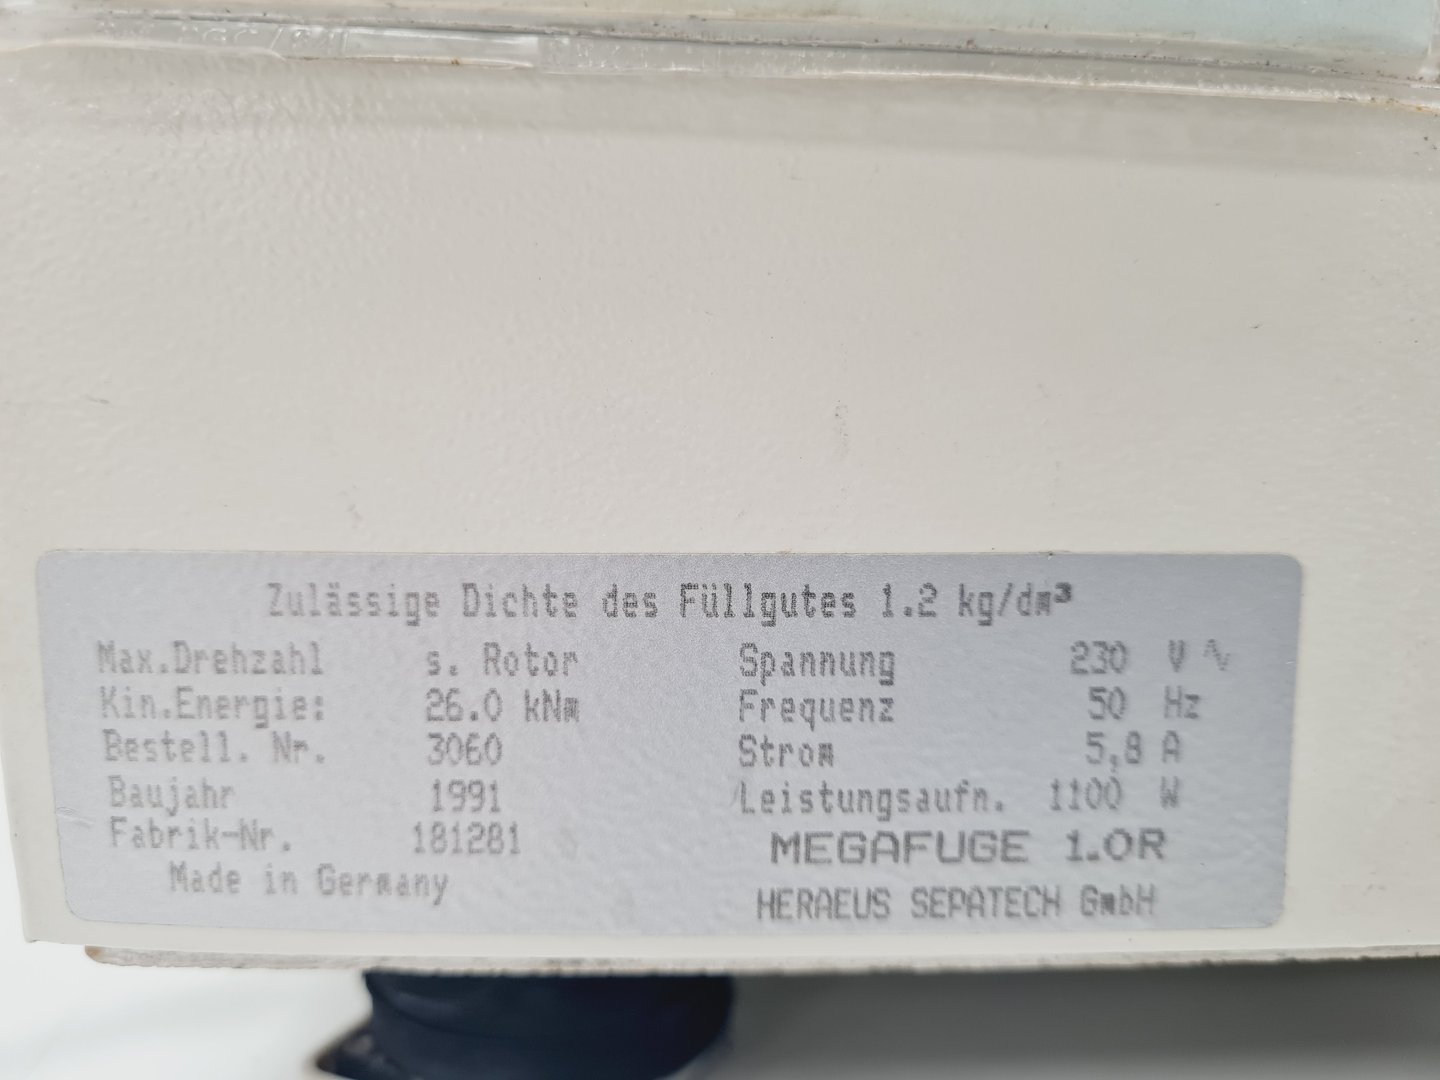 Zulässige Dichte des Füllgutes 1.2 kg/dm³
Max.Drehzahl s. Rotor
Kin.Energie: 26.0 kNm
Bestell. Nr. 3060
Baujahr 1991
Fabrik-Nr. 181281
Made in Germany
Spannung 230 V ∿
Frequenz 50 Hz
Strom 5,8 A
Leistungsaufn. 1100 W
MEGAFUGE 1.0R
HERAEUS SEPATECH GmbH